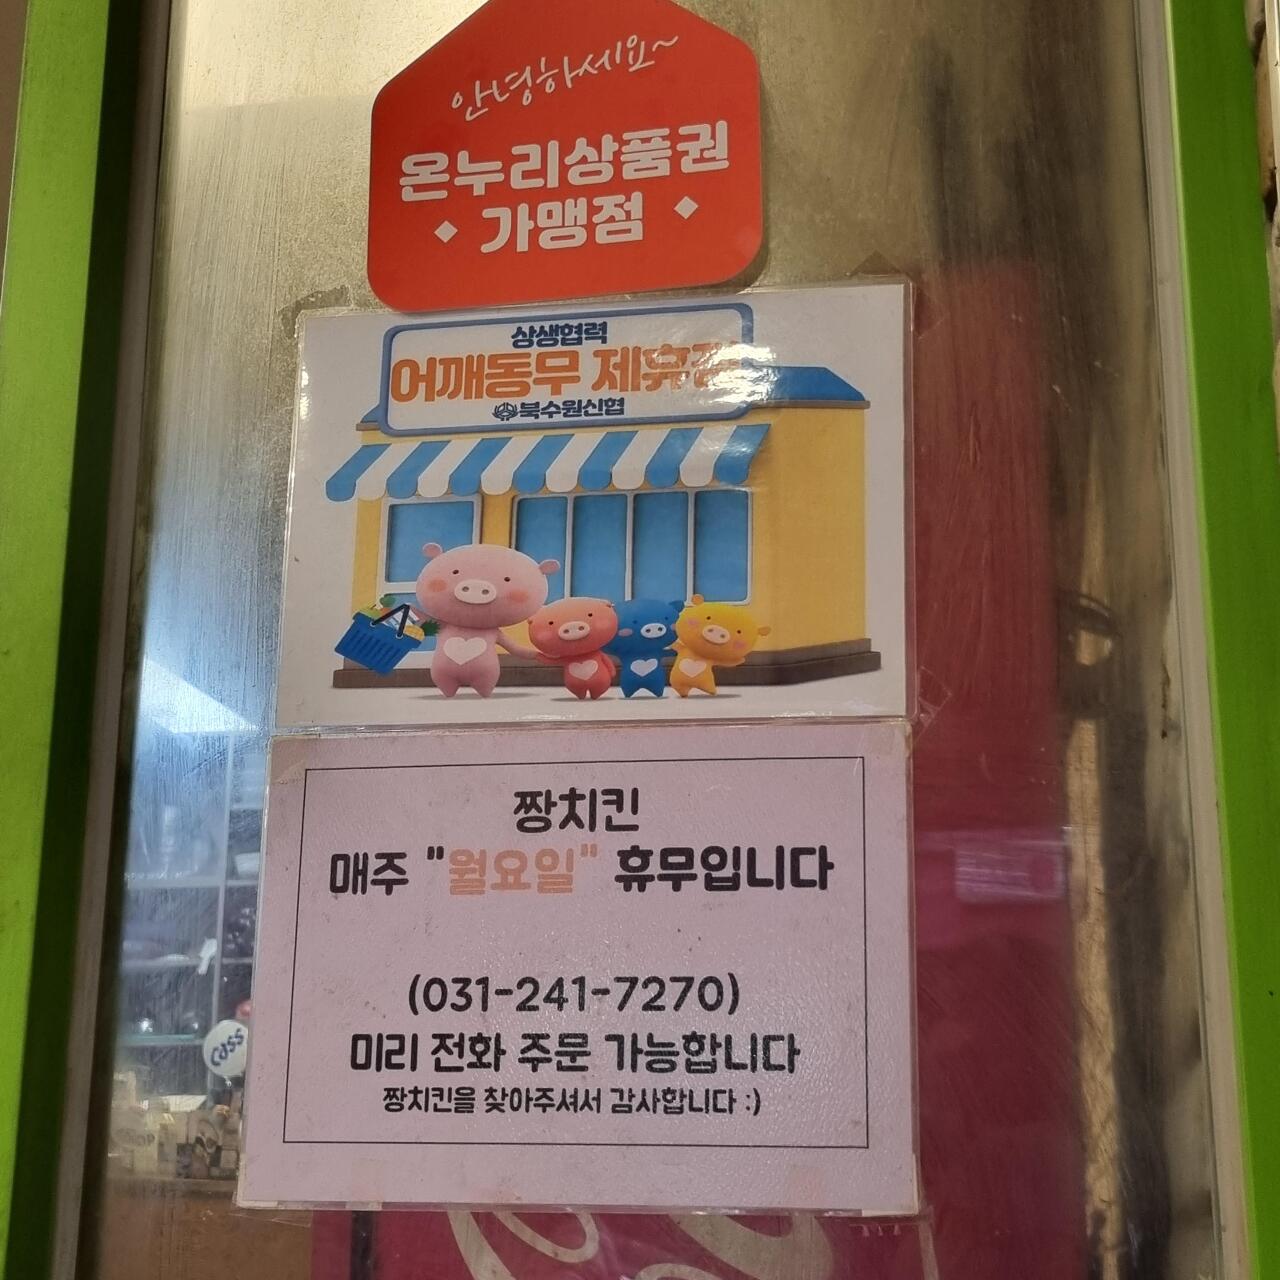 안녕하세요~
온누리상품권
가맹점
상생협력
어깨동무 제휴점
북수원신협
짱치킨
매주 "월요일" 휴무입니다
(031-241-7270)
미리 전화 주문 가능합니다
짱치킨을 찾아주셔서 감사합니다 :)
Cass